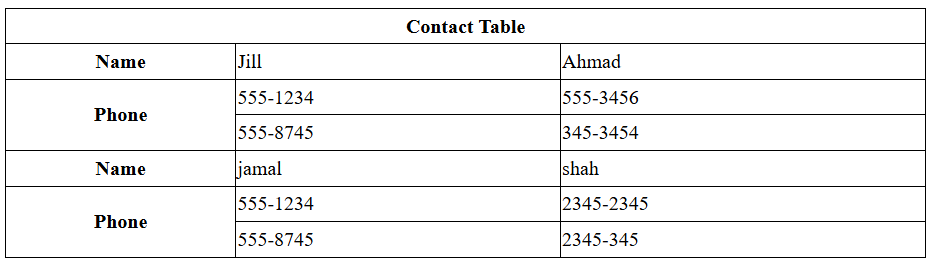 Contact Table
Name Jill Ahmad
Phone 555-1234 555-3456
555-8745 345-3454
Name jamal shah
Phone 555-1234 2345-2345
555-8745 2345-345